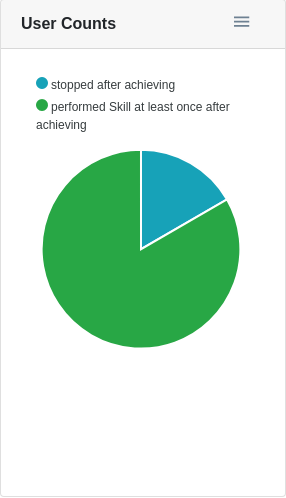 User Counts
stopped after achieving
performed Skill at least once after
achieving